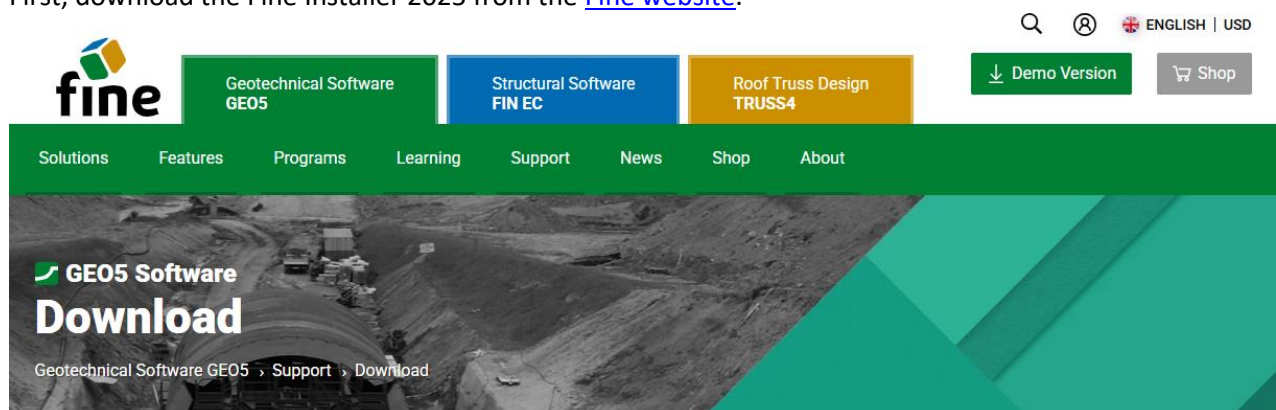 First, download the Fine Installer from the Fine website.
ENGLISH | USD
fine
Geotechnical Software
GEO5
Structural Software
FIN EC
Roof Truss Design
TRUSS4
Demo Version
Shop
Solutions Features Programs Learning Support News Shop About
GEO5 Software
Download
Geotechnical Software GEO5 › Support › Download